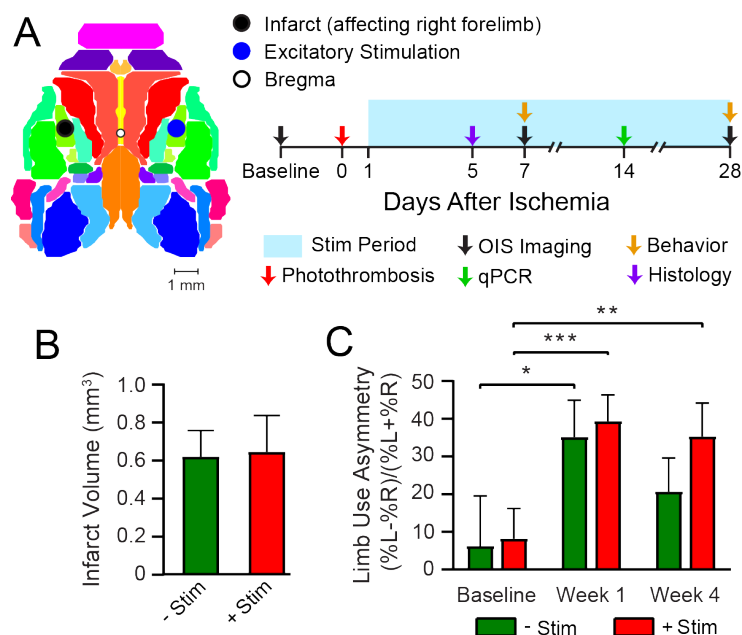 A
Infarct (affecting right forelimb)
Excitatory Stimulation
Bregma
1 mm
Baseline 0 1 5 7 14 28
Days After Ischemia
Stim Period
OIS Imaging
Behavior
Photothrombosis
qPCR
Histology
B
Infarct Volume (mm³)
1.0
0.8
0.6
0.4
0.2
0
- Stim
+ Stim
C
Limb Use Asymmetry
(%L-%R)/(%L+%R)
50
40
30
20
10
0
*
***
**
Baseline Week 1 Week 4
- Stim + Stim